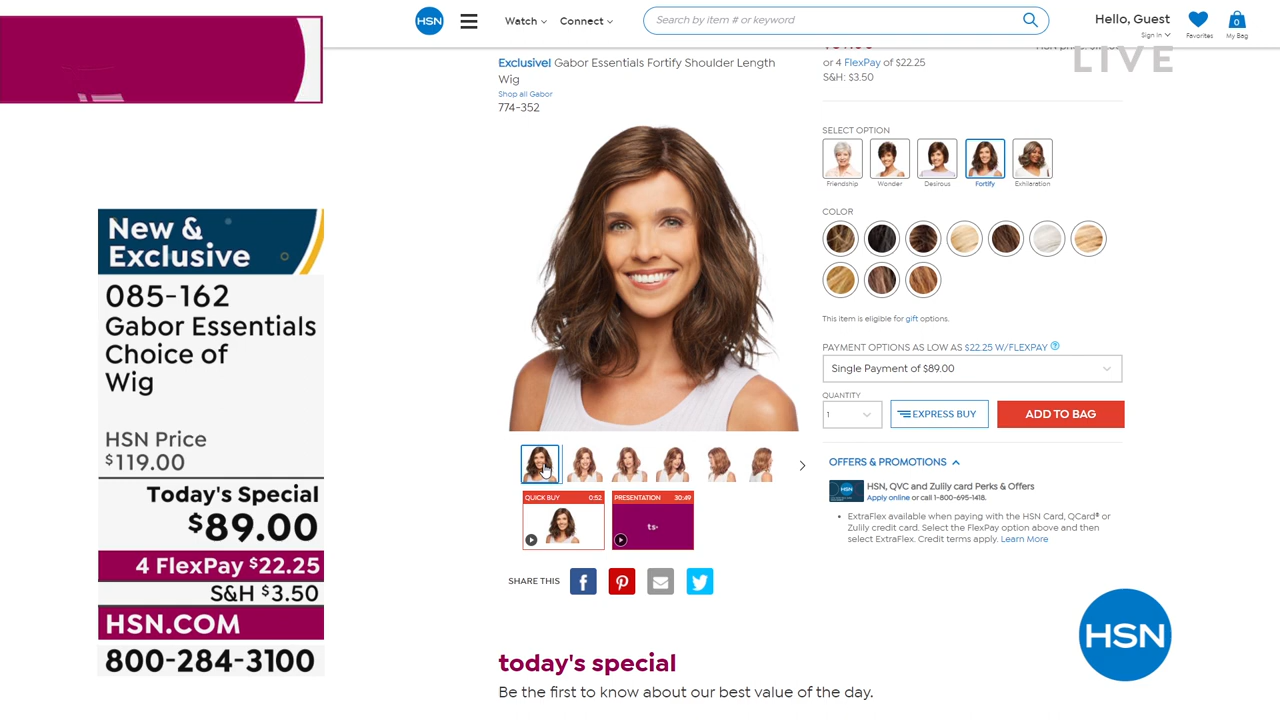 HSN
Watch
Connect
Search by item # or keyword
Hello, Guest
Sign in
Favorites
0
My Bag
LIVE
New &
Exclusive
085-162
Gabor Essentials
Choice of
Wig
HSN Price
$119.00
Today's Special
$89.00
4 FlexPay $22.25
S&H $3.50
HSN.COM
800-284-3100
Exclusive! Gabor Essentials Fortify Shoulder Length
Wig
Shop all Gabor
774-352
QUICK BUY 0:52
PRESENTATION 30:49
ts•
SHARE THIS
or 4 FlexPay of $22.25
S&H: $3.50
SELECT OPTION
Friendship
Wonder
Desirous
Fortify
Exhilaration
COLOR
This item is eligible for gift options.
PAYMENT OPTIONS AS LOW AS $22.25 W/FLEXPAY
Single Payment of $89.00
QUANTITY
1
EXPRESS BUY
ADD TO BAG
OFFERS & PROMOTIONS
HSN
HSN, QVC and Zulily card Perks & Offers
Apply online or call 1-800-695-1418.
• ExtraFlex available when paying with the HSN Card, QCard® or
Zulily credit card. Select the FlexPay option above and then
select ExtraFlex. Credit terms apply. Learn More
HSN
today's special
Be the first to know about our best value of the day.